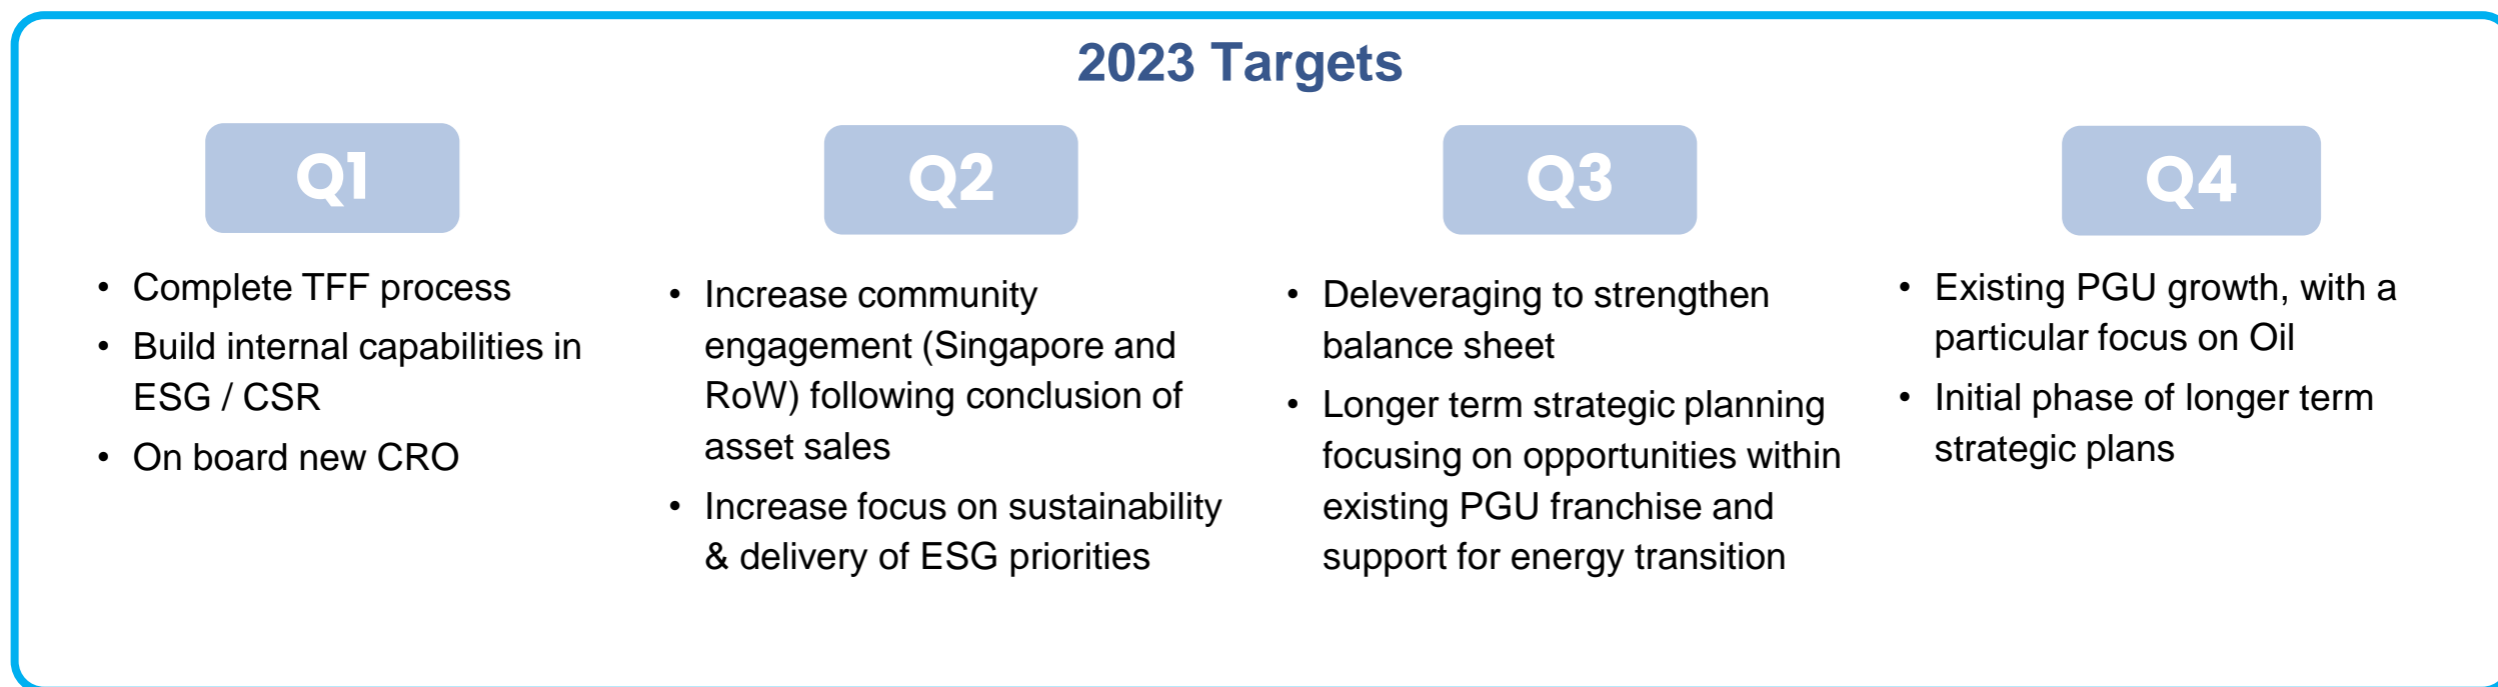 2023 Targets
Q1
• Complete TFF process
• Build internal capabilities in
ESG / CSR
• On board new CRO
Q2
• Increase community
engagement (Singapore and
RoW) following conclusion of
asset sales
• Increase focus on sustainability
& delivery of ESG priorities
Q3
• Deleveraging to strengthen
balance sheet
• Longer term strategic planning
focusing on opportunities within
existing PGU franchise and
support for energy transition
Q4
• Existing PGU growth, with a
particular focus on Oil
• Initial phase of longer term
strategic plans